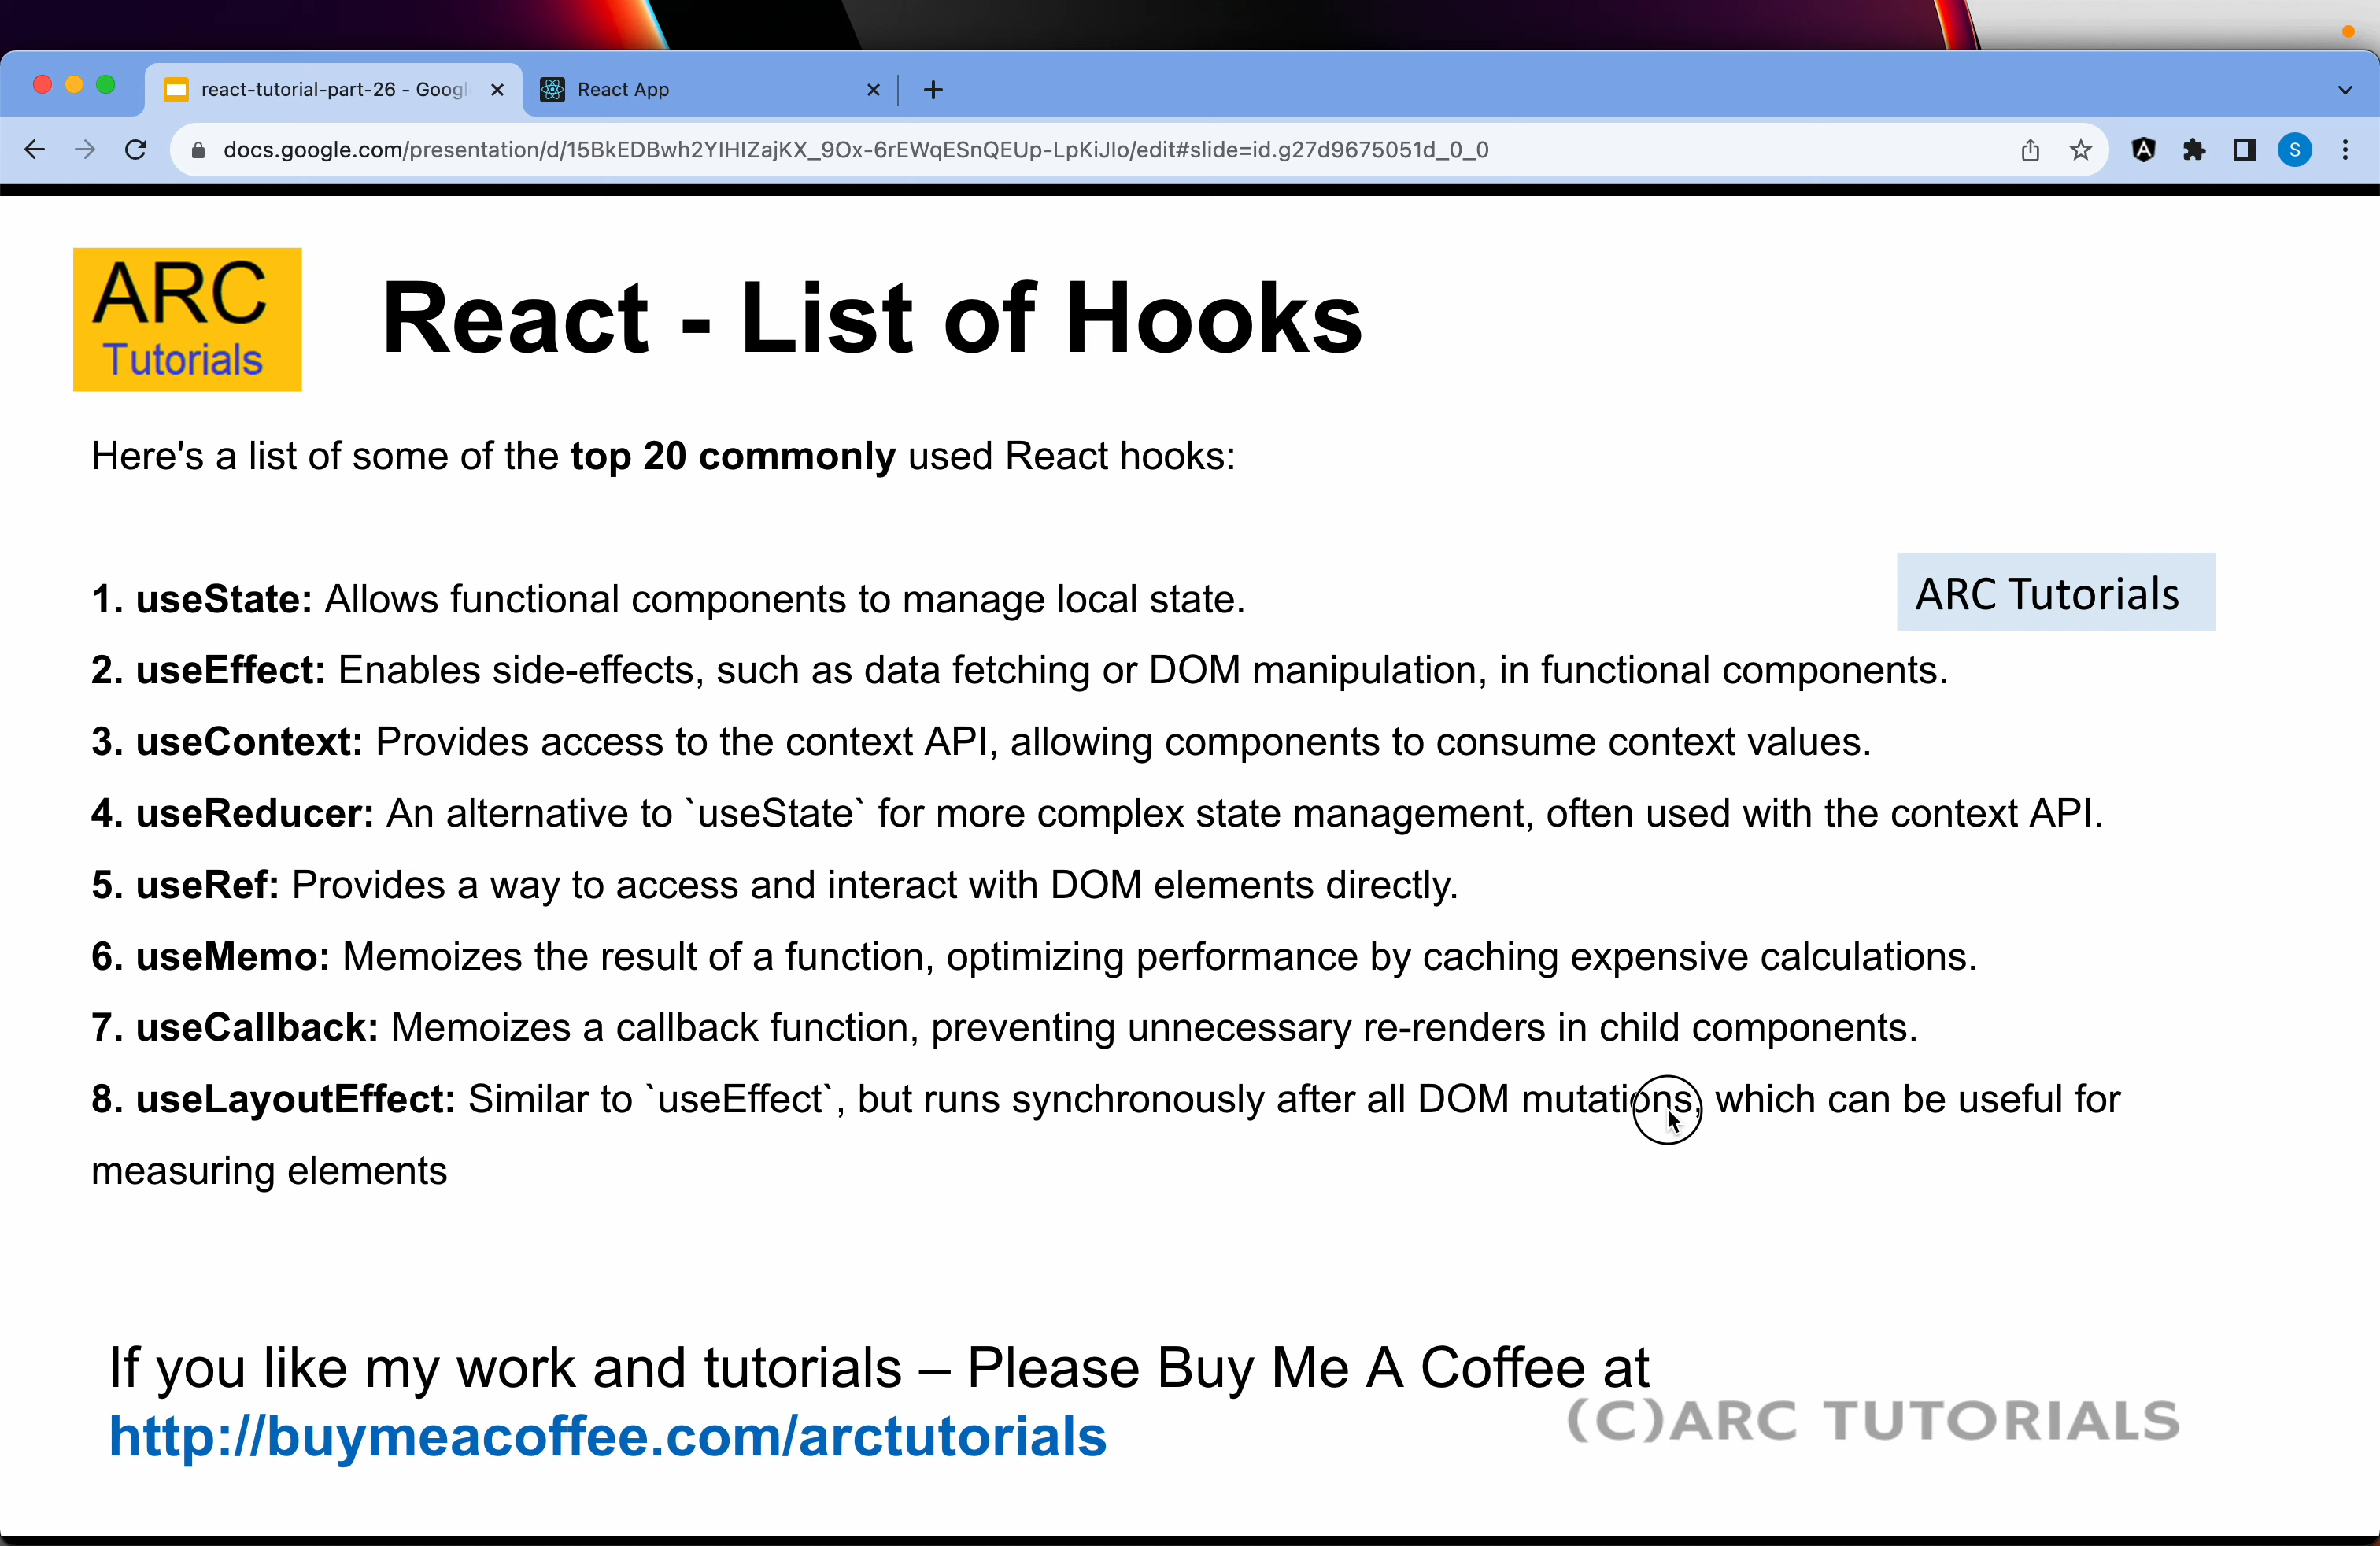 react-tutorial-part-26 - Googl
React App
docs.google.com/presentation/d/15BkEDBwh2YIHIZajKX_9Ox-6rEWqESnQEUp-LpKiJlo/edit#slide=id.g27d9675051d_0_0
S
ARC
Tutorials
React - List of Hooks
Here's a list of some of the top 20 commonly used React hooks:
ARC Tutorials
1. useState: Allows functional components to manage local state.
2. useEffect: Enables side-effects, such as data fetching or DOM manipulation, in functional components.
3. useContext: Provides access to the context API, allowing components to consume context values.
4. useReducer: An alternative to `useState` for more complex state management, often used with the context API.
5. useRef: Provides a way to access and interact with DOM elements directly.
6. useMemo: Memoizes the result of a function, optimizing performance by caching expensive calculations.
7. useCallback: Memoizes a callback function, preventing unnecessary re-renders in child components.
8. useLayoutEffect: Similar to `useEffect`, but runs synchronously after all DOM mutations, which can be useful for
measuring elements
If you like my work and tutorials – Please Buy Me A Coffee at
http://buymeacoffee.com/arctutorials
(C)ARC TUTORIALS